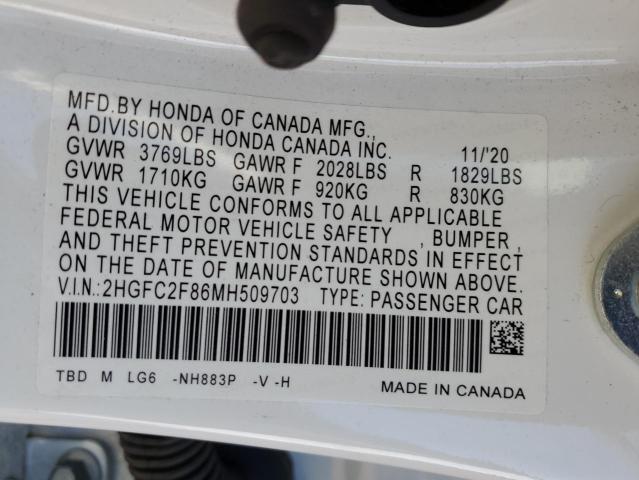 MFD.BY HONDA OF CANADA MFG.,
A DIVISION OF HONDA CANADA INC. 11/'20
GVWR 3769LBS GAWR F 2028LBS R 1829LBS
GVWR 1710KG GAWR F 920KG R 830KG
THIS VEHICLE CONFORMS TO ALL APPLICABLE
FEDERAL MOTOR VEHICLE SAFETY , BUMPER ,
AND THEFT PREVENTION STANDARDS IN EFFECT
ON THE DATE OF MANUFACTURE SHOWN ABOVE.
V.I.N.:2HGFC2F86MH509703 TYPE: PASSENGER CAR
TBD M LG6 -NH883P -V -H MADE IN CANADA